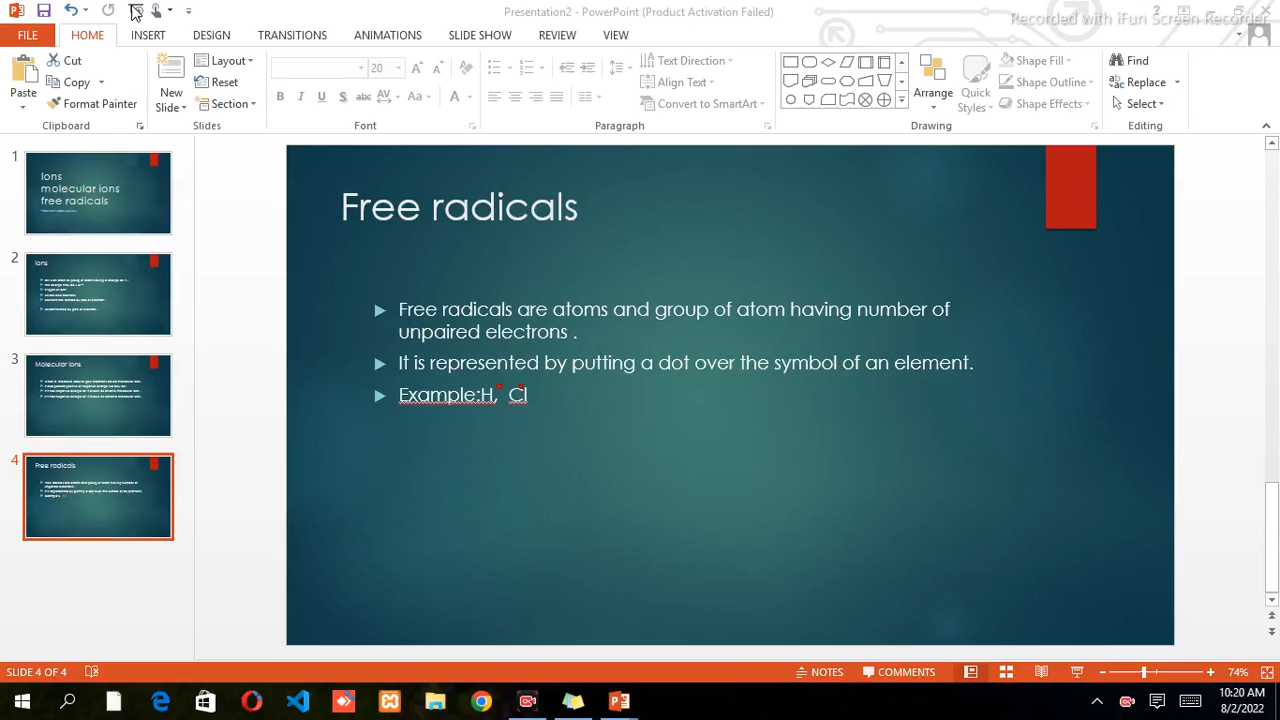 Presentation2 - PowerPoint (Product Activation Failed)
Recorded with iFun Screen Recorder
FILE HOME INSERT DESIGN TRANSITIONS ANIMATIONS SLIDE SHOW REVIEW VIEW
Paste
Cut
Copy
Format Painter
Clipboard
New
Slide
Layout
Reset
Section
Slides
20
Font
Paragraph
Text Direction
Align Text
Convert to SmartArt
Arrange
Quick
Styles
Shape Fill
Shape Outline
Shape Effects
Drawing
Find
Replace
Select
Editing
1
Ions
molecular ions
free radicals
2
Ions
3
Molecular ions
4
Free radicals
Free radicals
Free radicals are atoms and group of atom having number of
unpaired electrons .
It is represented by putting a dot over the symbol of an element.
Example:H, Cl
SLIDE 4 OF 4
NOTES
COMMENTS
74%
10:20 AM
8/2/2022